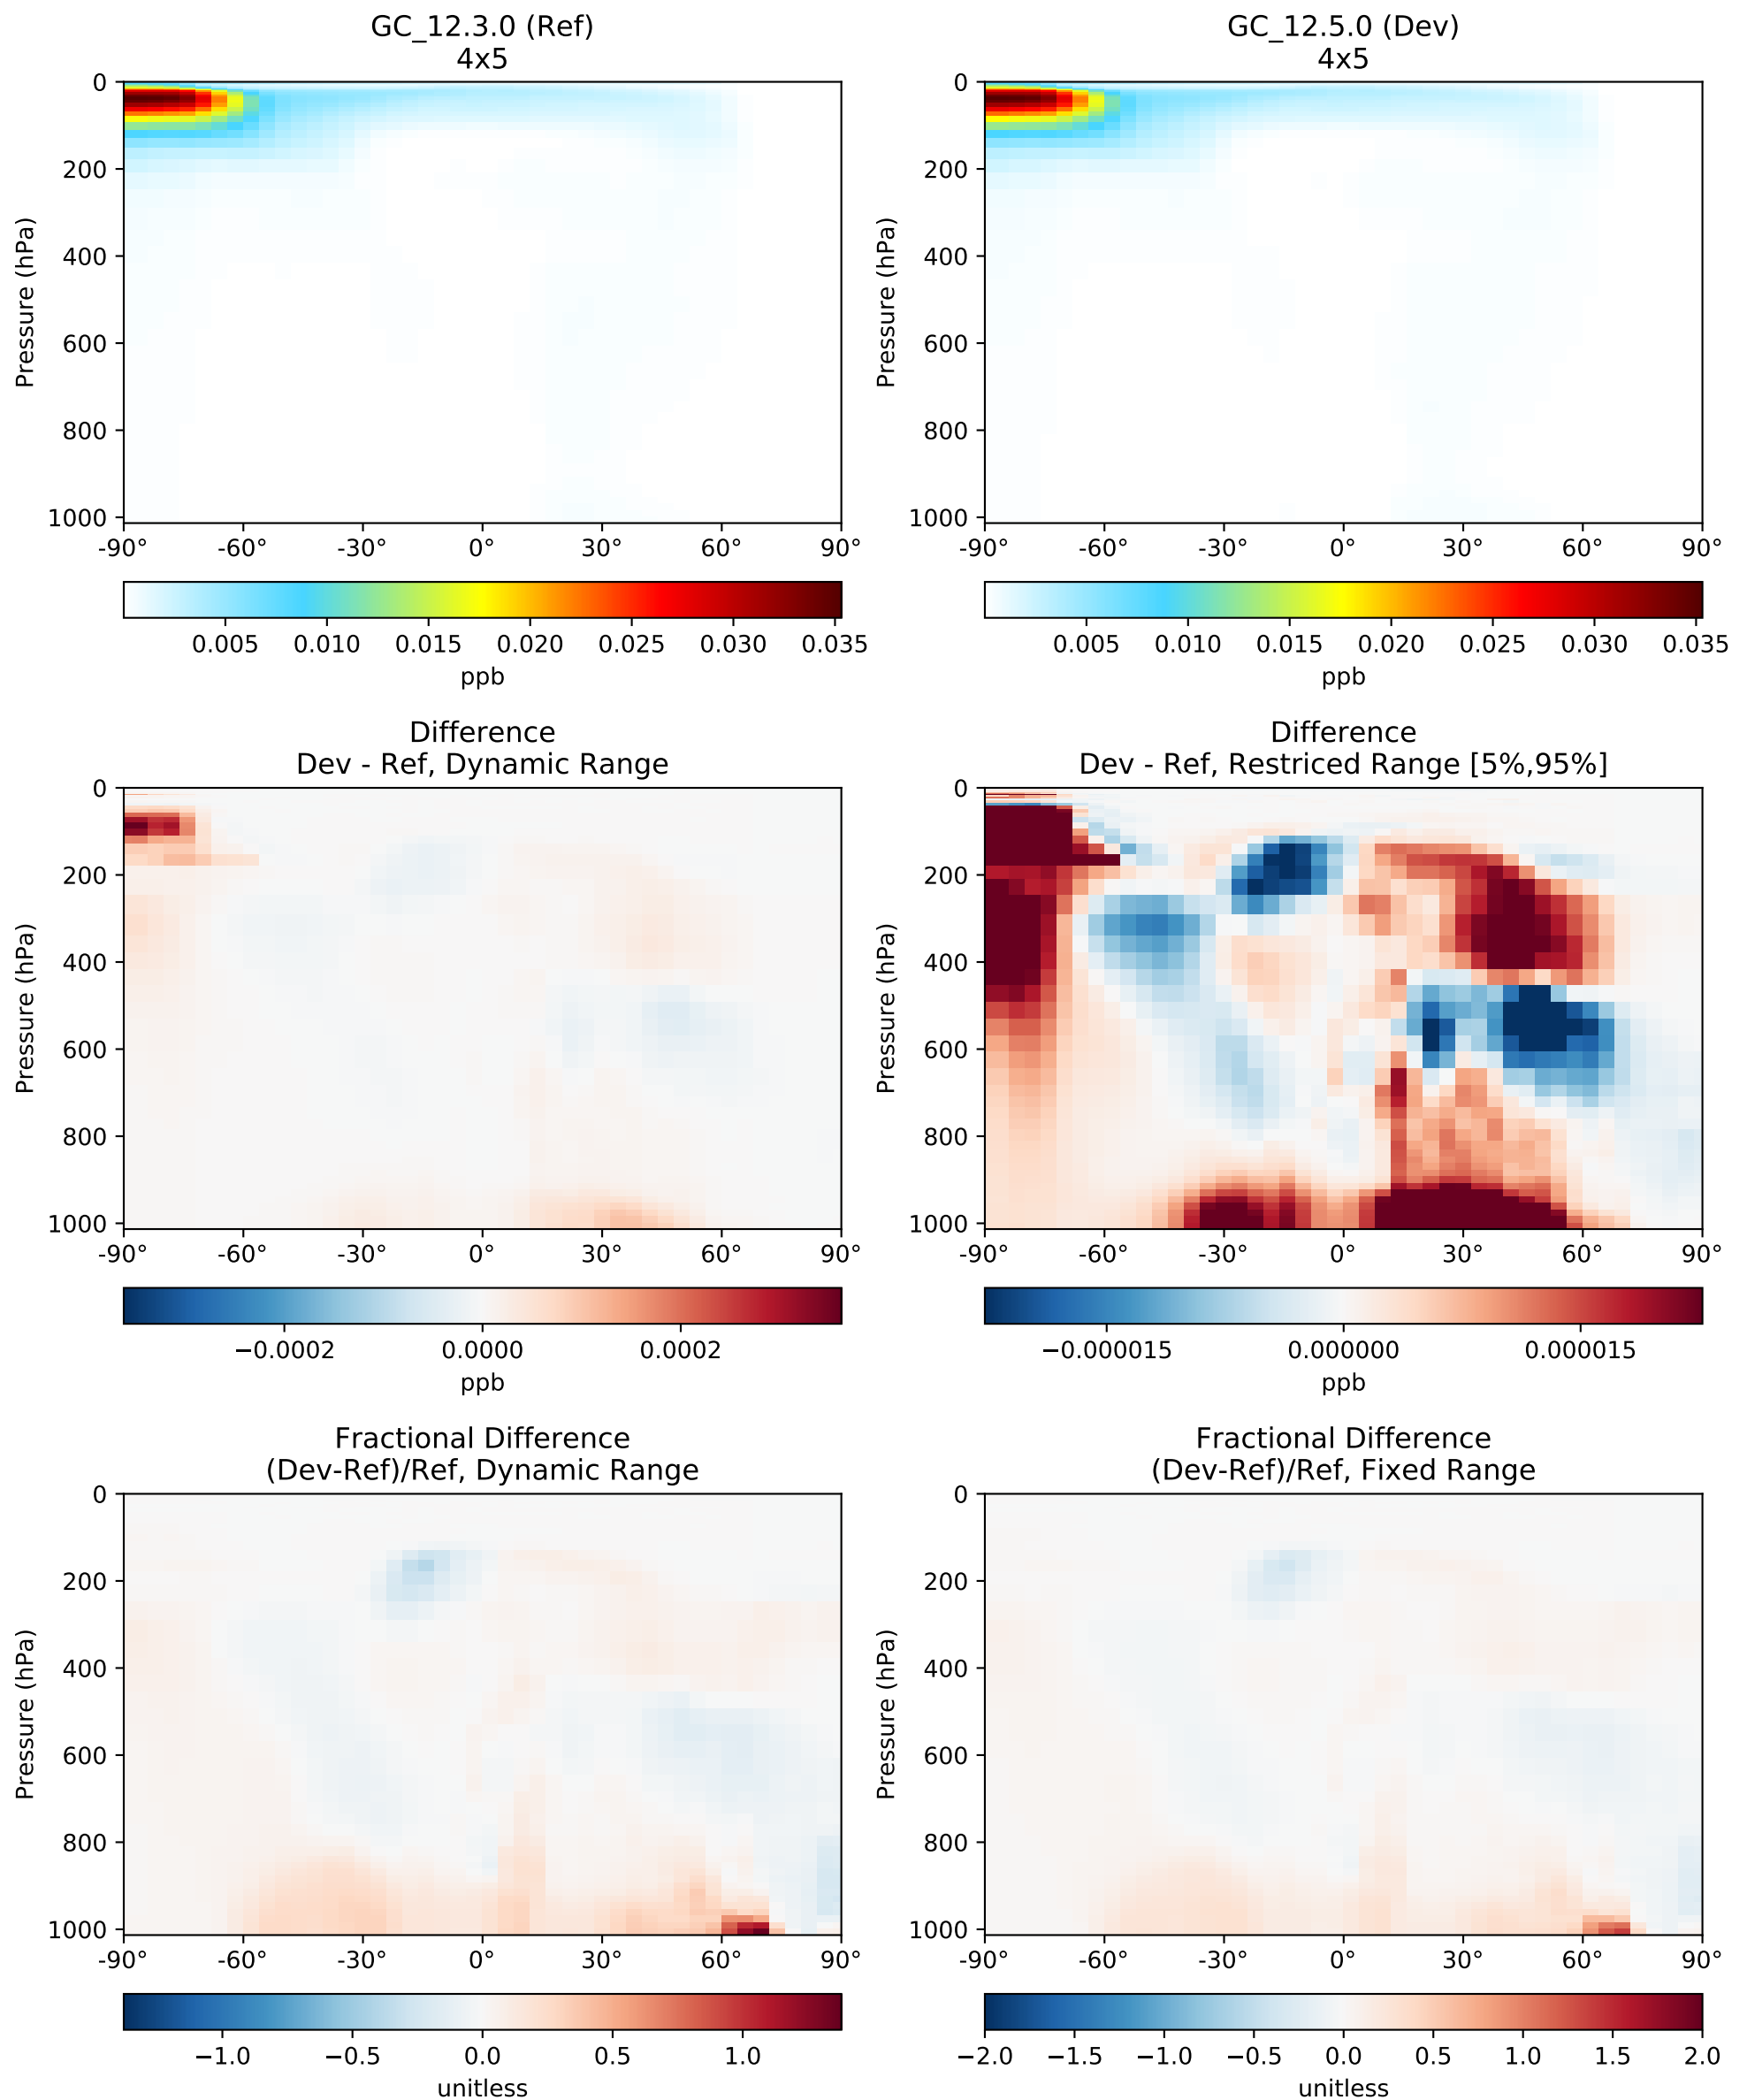 GC_12.3.0 (Ref)
4x5
GC_12.5.0 (Dev)
4x5
Pressure (hPa)
0
200
400
600
800
1000
-90° -60° -30° 0° 30° 60° 90°
0.005 0.010 0.015 0.020 0.025 0.030 0.035
ppb
Pressure (hPa)
0
200
400
600
800
1000
-90° -60° -30° 0° 30° 60° 90°
0.005 0.010 0.015 0.020 0.025 0.030 0.035
ppb
Difference
Dev - Ref, Dynamic Range
Pressure (hPa)
0
200
400
600
800
1000
-90° -60° -30° 0° 30° 60° 90°
−0.0002 0.0000 0.0002
ppb
Difference
Dev - Ref, Restriced Range [5%,95%]
Pressure (hPa)
0
200
400
600
800
1000
-90° -60° -30° 0° 30° 60° 90°
−0.000015 0.000000 0.000015
ppb
Fractional Difference
(Dev-Ref)/Ref, Dynamic Range
Pressure (hPa)
0
200
400
600
800
1000
-90° -60° -30° 0° 30° 60° 90°
−1.0 −0.5 0.0 0.5 1.0
unitless
Fractional Difference
(Dev-Ref)/Ref, Fixed Range
Pressure (hPa)
0
200
400
600
800
1000
-90° -60° -30° 0° 30° 60° 90°
−2.0 −1.5 −1.0 −0.5 0.0 0.5 1.0 1.5 2.0
unitless